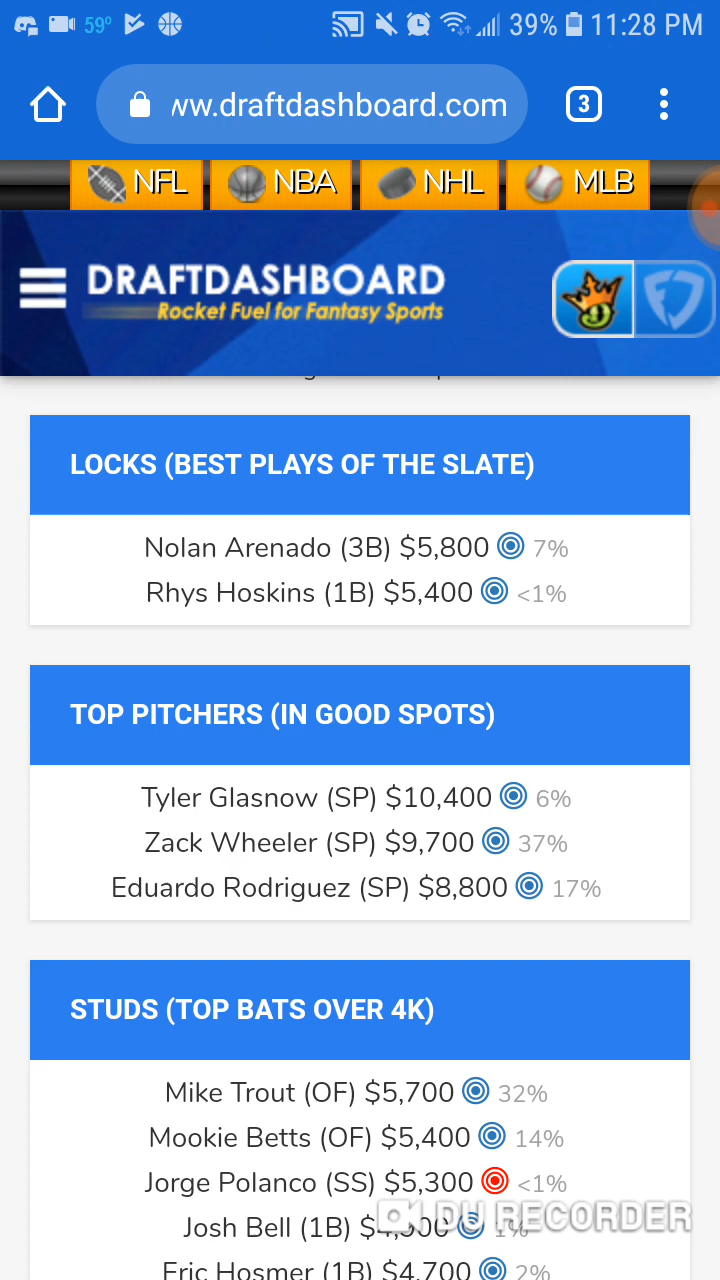 59° 39% 11:28 PM
ww.draftdashboard.com 3
NFL NBA NHL MLB
DRAFTDASHBOARD
Rocket Fuel for Fantasy Sports
LOCKS (BEST PLAYS OF THE SLATE)
Nolan Arenado (3B) $5,800 7%
Rhys Hoskins (1B) $5,400 <1%
TOP PITCHERS (IN GOOD SPOTS)
Tyler Glasnow (SP) $10,400 6%
Zack Wheeler (SP) $9,700 37%
Eduardo Rodriguez (SP) $8,800 17%
STUDS (TOP BATS OVER 4K)
Mike Trout (OF) $5,700 32%
Mookie Betts (OF) $5,400 14%
Jorge Polanco (SS) $5,300 <1%
Josh Bell (1B) 1%
DU RECORDER
Eric Hosmer (1B) $4,700 2%